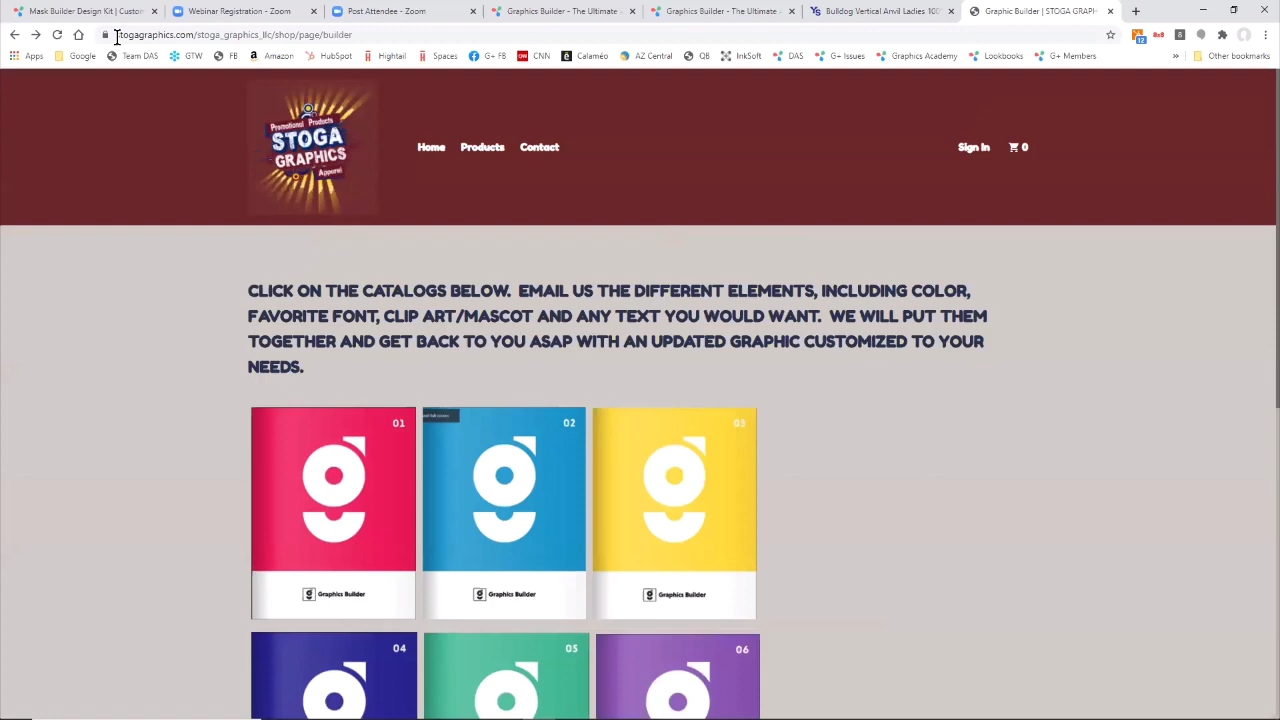 Mask Builder Design Kit | Custom
Webinar Registration - Zoom
Post Attendee - Zoom
Graphics Builder - The Ultimate
Graphics Builder - The Ultimate
Bulldog Vertical Anvil Ladies 100%
Graphic Builder | STOGA GRAPH
stogagraphics.com/stoga_graphics_llc/shop/page/builder
12
8x8
Apps
Google
Team DAS
GTW
FB
Amazon
HubSpot
Hightail
Spaces
G+ FB
CNN
Calaméo
AZ Central
QB
InkSoft
DAS
G+ Issues
Graphics Academy
Lookbooks
G+ Members
»
Other bookmarks
Promotional Products
STOGA
GRAPHICS
Apparel
Home
Products
Contact
Sign In
0
CLICK ON THE CATALOGS BELOW. EMAIL US THE DIFFERENT ELEMENTS, INCLUDING COLOR,
FAVORITE FONT, CLIP ART/MASCOT AND ANY TEXT YOU WOULD WANT. WE WILL PUT THEM
TOGETHER AND GET BACK TO YOU ASAP WITH AN UPDATED GRAPHIC CUSTOMIZED TO YOUR
NEEDS.
01
02
03
g
g
g
g Graphics Builder
g Graphics Builder
g Graphics Builder
04
05
06